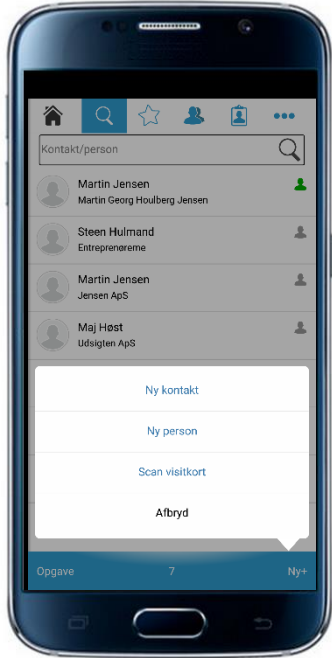 Kontakt/person
Martin Jensen
Martin Georg Houlberg Jensen
Steen Hulmand
Entreprenørerne
Martin Jensen
Jensen ApS
Maj Høst
Udsigten ApS
Ny kontakt
Ny person
Scan visitkort
Afbryd
Opgave 7 Ny+